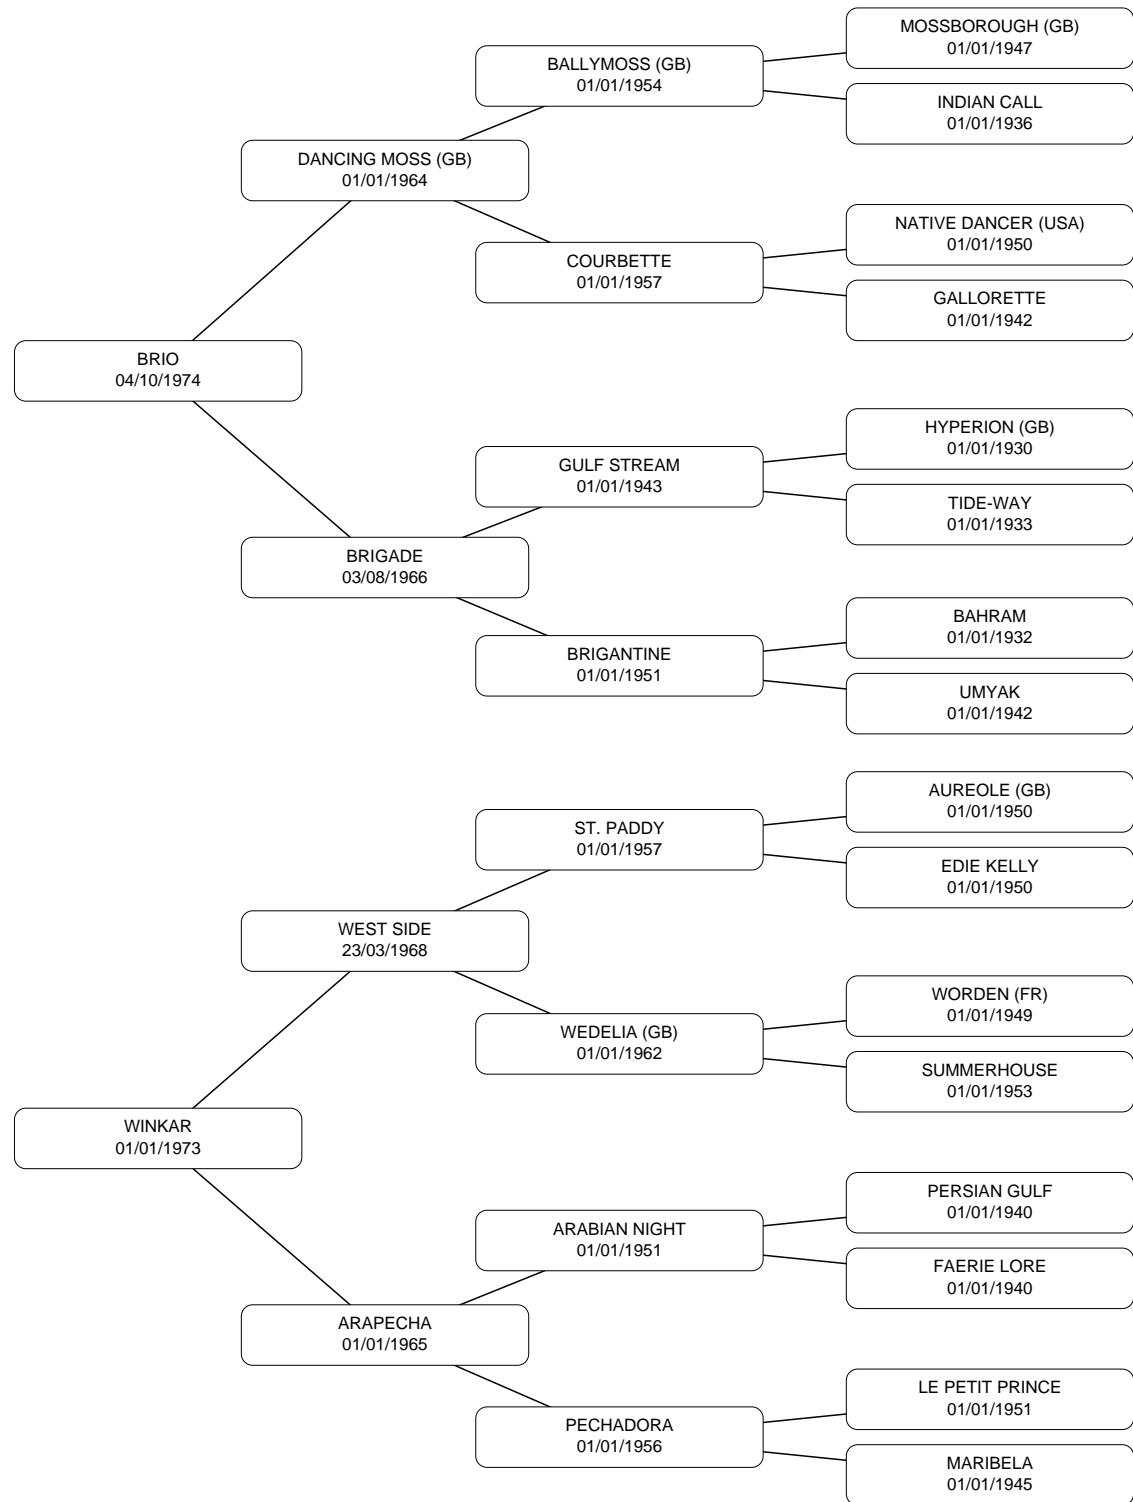 MOSSBOROUGH (GB)
01/01/1947
BALLYMOSS (GB)
01/01/1954
INDIAN CALL
01/01/1936
DANCING MOSS (GB)
01/01/1964
NATIVE DANCER (USA)
01/01/1950
COURBETTE
01/01/1957
GALLORETTE
01/01/1942
BRIO
04/10/1974
HYPERION (GB)
01/01/1930
GULF STREAM
01/01/1943
TIDE-WAY
01/01/1933
BRIGADE
03/08/1966
BAHRAM
01/01/1932
BRIGANTINE
01/01/1951
UMYAK
01/01/1942
AUREOLE (GB)
01/01/1950
ST. PADDY
01/01/1957
EDIE KELLY
01/01/1950
WEST SIDE
23/03/1968
WORDEN (FR)
01/01/1949
WEDELIA (GB)
01/01/1962
SUMMERHOUSE
01/01/1953
WINKAR
01/01/1973
PERSIAN GULF
01/01/1940
ARABIAN NIGHT
01/01/1951
FAERIE LORE
01/01/1940
ARAPECHA
01/01/1965
LE PETIT PRINCE
01/01/1951
PECHADORA
01/01/1956
MARIBELA
01/01/1945